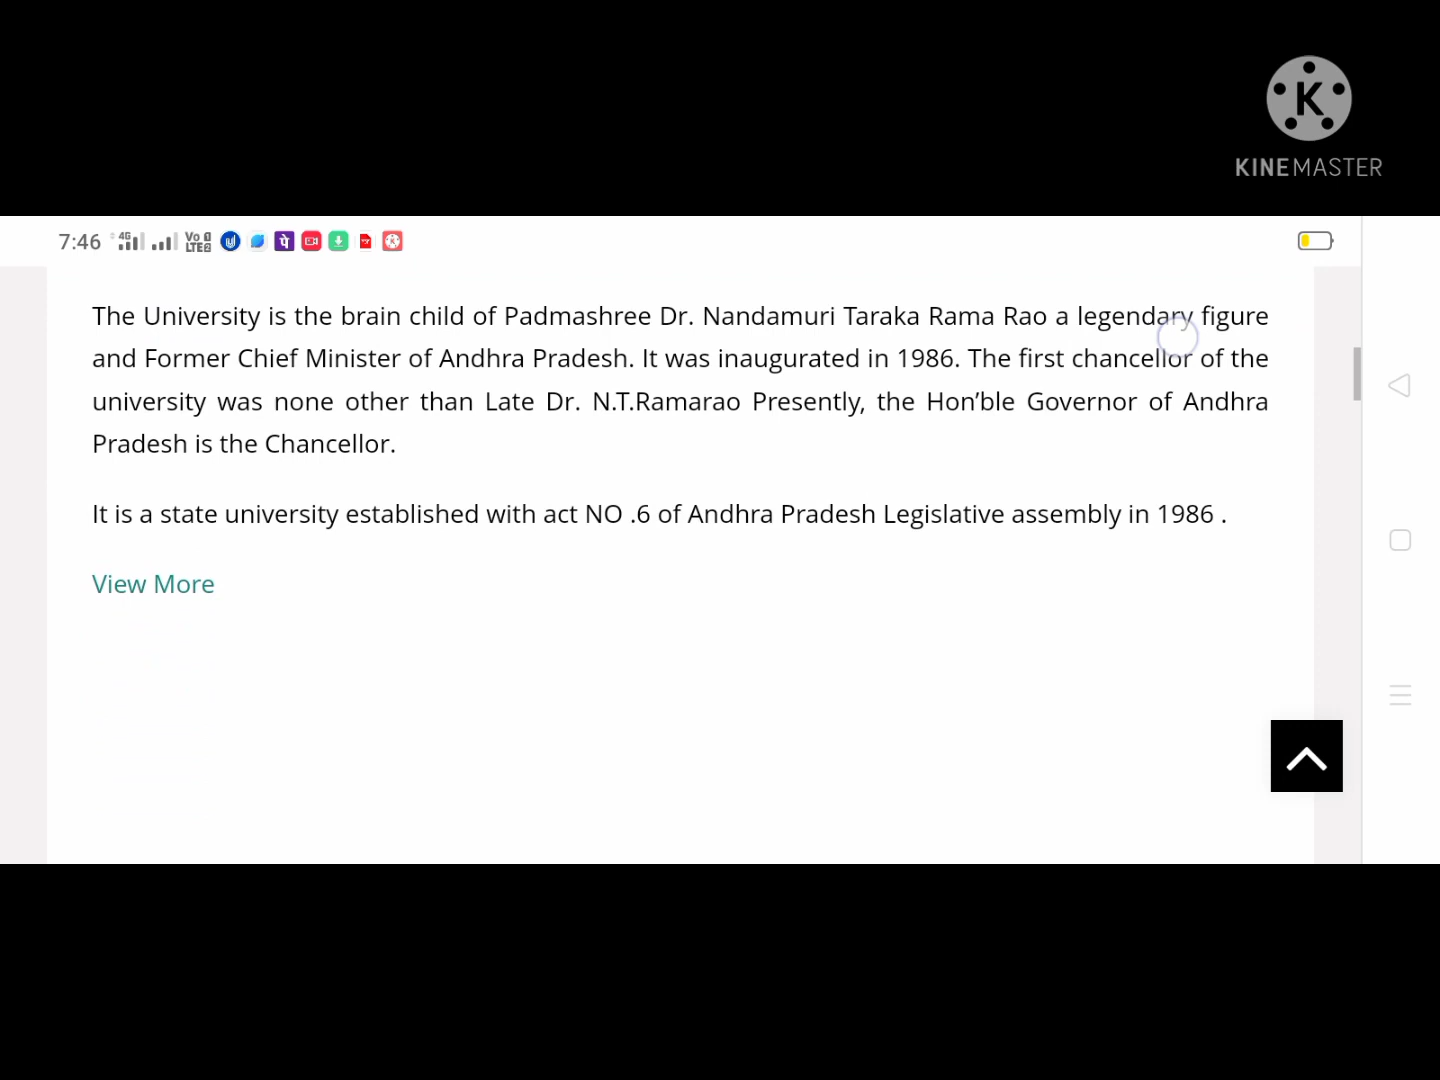 KINEMASTER
7:46 4G Vo LTE
The University is the brain child of Padmashree Dr. Nandamuri Taraka Rama Rao a legendary figure
and Former Chief Minister of Andhra Pradesh. It was inaugurated in 1986. The first chancellor of the
university was none other than Late Dr. N.T.Ramarao Presently, the Hon’ble Governor of Andhra
Pradesh is the Chancellor.
It is a state university established with act NO .6 of Andhra Pradesh Legislative assembly in 1986 .
View More